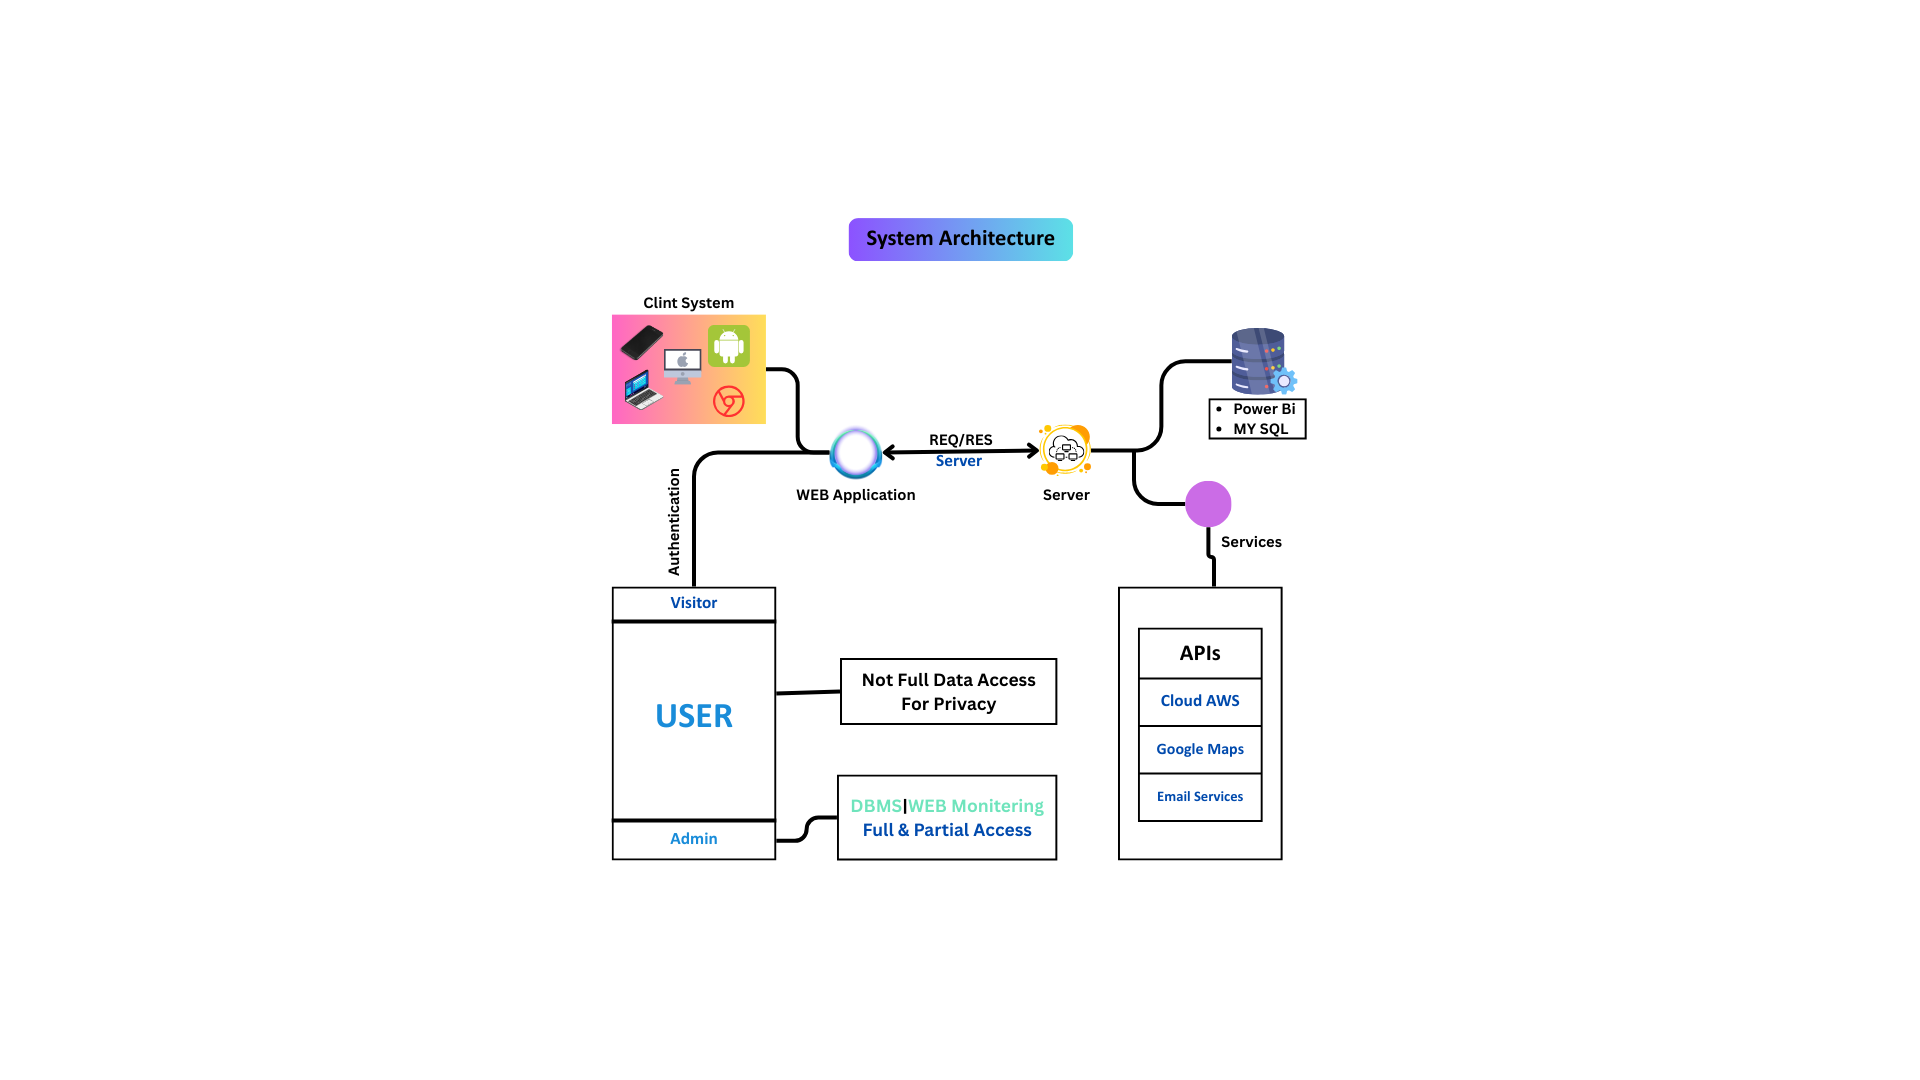 System Architecture
Clint System
Power Bi
MY SQL
REQ/RES
Server
WEB Application
Server
Authentication
Services
Visitor
USER
Admin
Not Full Data Access
For Privacy
DBMS|WEB Monitering
Full & Partial Access
APIs
Cloud AWS
Google Maps
Email Services